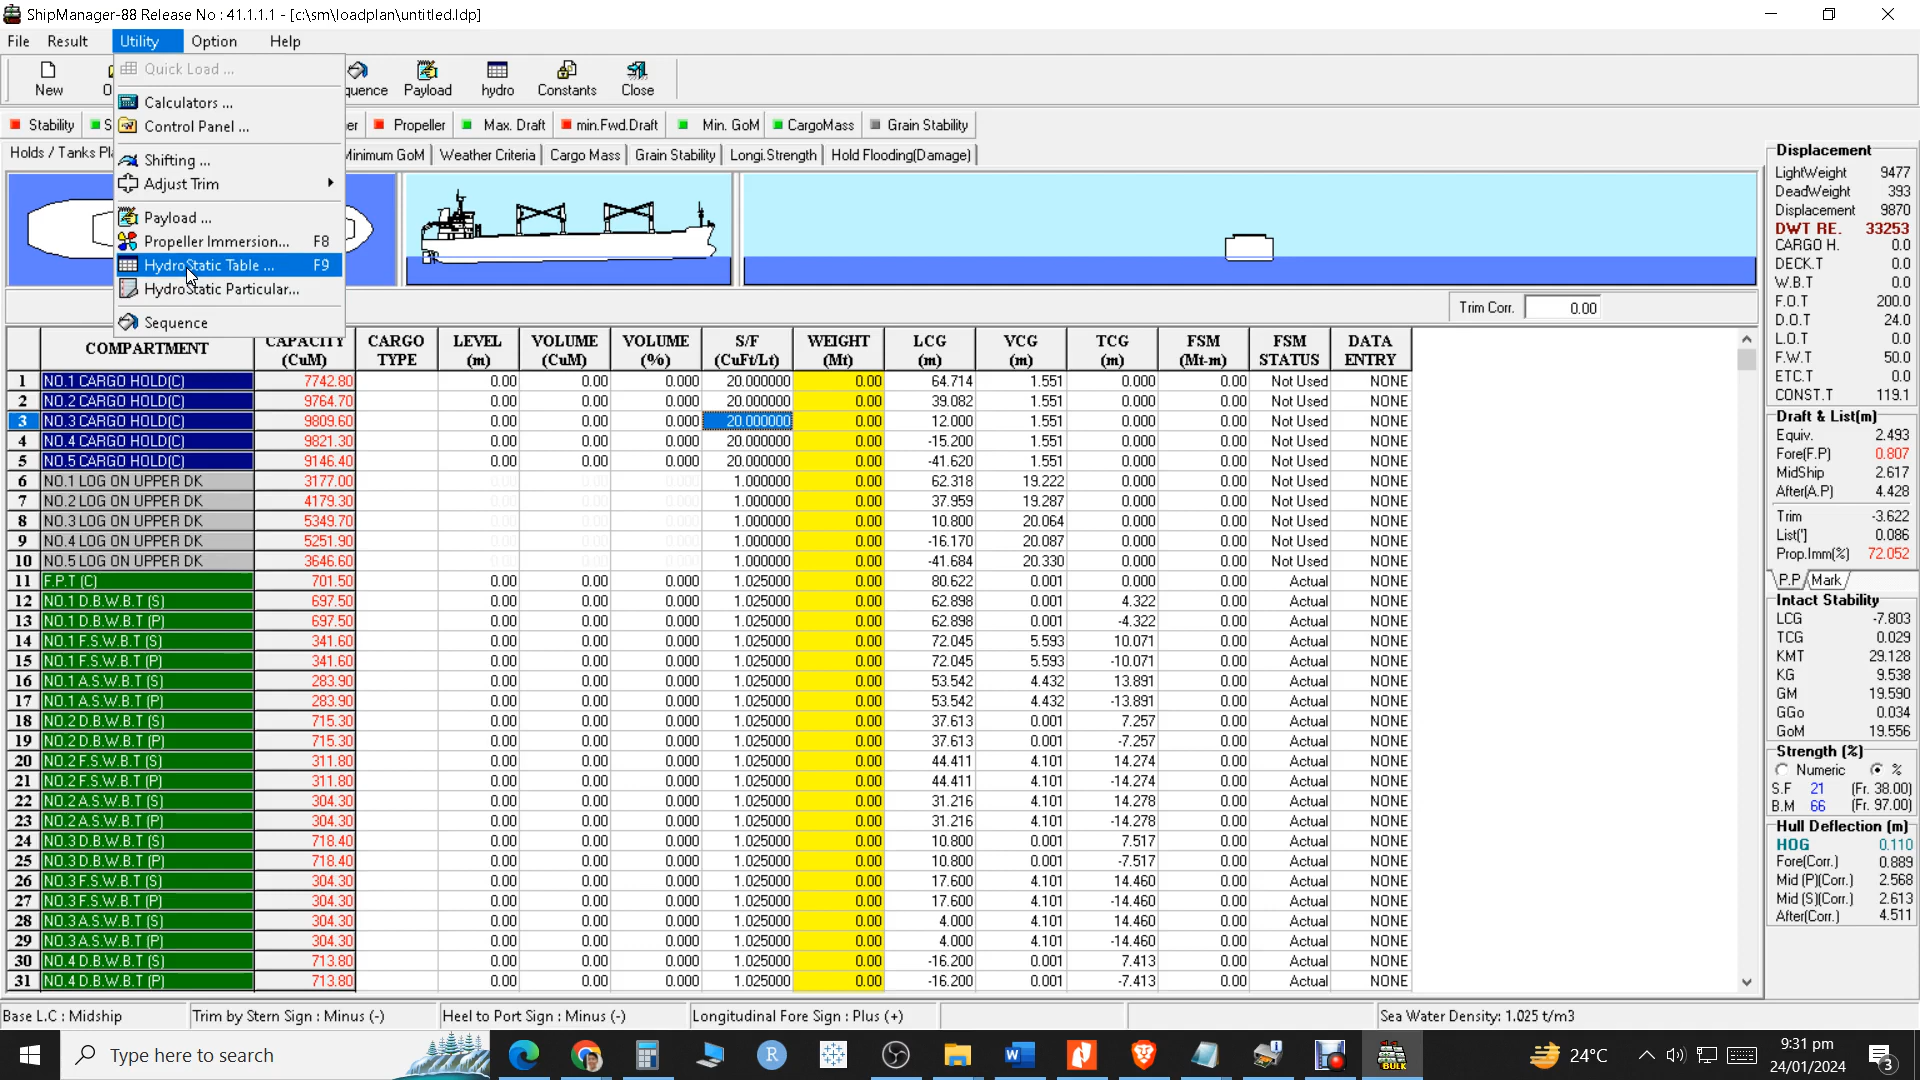 ShipManager-88 Release No : 41.1.1.1 - [c:\sm\loadplan\untitled.ldp]
File Result Utility Option Help
Quick Load ...
Calculators ...
Control Panel ...
Shifting ...
Adjust Trim
Payload ...
Propeller Immersion... F8
HydroStatic Table ... F9
HydroStatic Particular...
Sequence
New O quence Payload hydro Constants Close
Stability S er Propeller Max. Draft min.Fwd.Draft Min. GoM CargoMass Grain Stability
Holds / Tanks Pl Minimum GoM Weather Criteria Cargo Mass Grain Stability Longi.Strength Hold Flooding(Damage)
Trim Corr. 0.00
COMPARTMENT CAPACITY (CuM) CARGO TYPE LEVEL (m) VOLUME (CuM) VOLUME (%) S/F (CuFt/Lt) WEIGHT (Mt) LCG (m) VCG (m) TCG (m) FSM (Mt-m) FSM STATUS DATA ENTRY
1 NO.1 CARGO HOLD(C) 7742.80 0.00 0.00 0.000 20.000000 0.00 64.714 1.551 0.000 0.00 Not Used NONE
2 NO.2 CARGO HOLD(C) 9764.70 0.00 0.00 0.000 20.000000 0.00 39.082 1.551 0.000 0.00 Not Used NONE
3 NO.3 CARGO HOLD(C) 9809.60 0.00 0.00 0.000 20.000000 0.00 12.000 1.551 0.000 0.00 Not Used NONE
4 NO.4 CARGO HOLD(C) 9821.30 0.00 0.00 0.000 20.000000 0.00 -15.200 1.551 0.000 0.00 Not Used NONE
5 NO.5 CARGO HOLD(C) 9146.40 0.00 0.00 0.000 20.000000 0.00 -41.620 1.551 0.000 0.00 Not Used NONE
6 NO.1 LOG ON UPPER DK 3177.00 0.00 0.00 0.000 1.000000 0.00 62.318 19.222 0.000 0.00 Not Used NONE
7 NO.2 LOG ON UPPER DK 4179.30 0.00 0.00 0.000 1.000000 0.00 37.959 19.287 0.000 0.00 Not Used NONE
8 NO.3 LOG ON UPPER DK 5349.70 0.00 0.00 0.000 1.000000 0.00 10.800 20.064 0.000 0.00 Not Used NONE
9 NO.4 LOG ON UPPER DK 5251.90 0.00 0.00 0.000 1.000000 0.00 -16.170 20.087 0.000 0.00 Not Used NONE
10 NO.5 LOG ON UPPER DK 3646.60 0.00 0.00 0.000 1.000000 0.00 -41.684 20.330 0.000 0.00 Not Used NONE
11 F.P.T (C) 701.50 0.00 0.00 0.000 1.025000 0.00 80.622 0.001 0.000 0.00 Actual NONE
12 NO.1 D.B.W.B.T (S) 697.50 0.00 0.00 0.000 1.025000 0.00 62.898 0.001 4.322 0.00 Actual NONE
13 NO.1 D.B.W.B.T (P) 697.50 0.00 0.00 0.000 1.025000 0.00 62.898 0.001 -4.322 0.00 Actual NONE
14 NO.1 F.S.W.B.T (S) 341.60 0.00 0.00 0.000 1.025000 0.00 72.045 5.593 10.071 0.00 Actual NONE
15 NO.1 F.S.W.B.T (P) 341.60 0.00 0.00 0.000 1.025000 0.00 72.045 5.593 -10.071 0.00 Actual NONE
16 NO.1 A.S.W.B.T (S) 283.90 0.00 0.00 0.000 1.025000 0.00 53.542 4.432 13.891 0.00 Actual NONE
17 NO.1 A.S.W.B.T (P) 283.90 0.00 0.00 0.000 1.025000 0.00 53.542 4.432 -13.891 0.00 Actual NONE
18 NO.2 D.B.W.B.T (S) 715.30 0.00 0.00 0.000 1.025000 0.00 37.613 0.001 7.257 0.00 Actual NONE
19 NO.2 D.B.W.B.T (P) 715.30 0.00 0.00 0.000 1.025000 0.00 37.613 0.001 -7.257 0.00 Actual NONE
20 NO.2 F.S.W.B.T (S) 311.80 0.00 0.00 0.000 1.025000 0.00 44.411 4.101 14.274 0.00 Actual NONE
21 NO.2 F.S.W.B.T (P) 311.80 0.00 0.00 0.000 1.025000 0.00 44.411 4.101 -14.274 0.00 Actual NONE
22 NO.2 A.S.W.B.T (S) 304.30 0.00 0.00 0.000 1.025000 0.00 31.216 4.101 14.278 0.00 Actual NONE
23 NO.2 A.S.W.B.T (P) 304.30 0.00 0.00 0.000 1.025000 0.00 31.216 4.101 -14.278 0.00 Actual NONE
24 NO.3 D.B.W.B.T (S) 718.40 0.00 0.00 0.000 1.025000 0.00 10.800 0.001 7.517 0.00 Actual NONE
25 NO.3 D.B.W.B.T (P) 718.40 0.00 0.00 0.000 1.025000 0.00 10.800 0.001 -7.517 0.00 Actual NONE
26 NO.3 F.S.W.B.T (S) 304.30 0.00 0.00 0.000 1.025000 0.00 17.600 4.101 14.460 0.00 Actual NONE
27 NO.3 F.S.W.B.T (P) 304.30 0.00 0.00 0.000 1.025000 0.00 17.600 4.101 -14.460 0.00 Actual NONE
28 NO.3 A.S.W.B.T (S) 304.30 0.00 0.00 0.000 1.025000 0.00 4.000 4.101 14.460 0.00 Actual NONE
29 NO.3 A.S.W.B.T (P) 304.30 0.00 0.00 0.000 1.025000 0.00 4.000 4.101 -14.460 0.00 Actual NONE
30 NO.4 D.B.W.B.T (S) 713.80 0.00 0.00 0.000 1.025000 0.00 -16.200 0.001 7.413 0.00 Actual NONE
31 NO.4 D.B.W.B.T (P) 713.80 0.00 0.00 0.000 1.025000 0.00 -16.200 0.001 -7.413 0.00 Actual NONE
Displacement
LightWeight 9477
DeadWeight 393
Displacement 9870
DWT RE. 33253
CARGO H. 0.0
DECK.T 0.0
W.B.T 0.0
F.O.T 200.0
D.O.T 24.0
L.O.T 0.0
F.W.T 50.0
ETC.T 0.0
CONST.T 119.1
Draft & List(m)
Equiv. 2.493
Fore(F.P) 0.807
MidShip 2.617
After(A.P) 4.428
Trim -3.622
List(') 0.086
Prop.Imm(%) 72.052
P.P Mark
Intact Stability
LCG -7.803
TCG 0.029
KMT 29.128
KG 9.538
GM 19.590
GGo 0.034
GoM 19.556
Strength (%)
Numeric %
S.F 21 (Fr. 38.00)
B.M 66 (Fr. 97.00)
Hull Deflection (m)
HOG 0.110
Fore(Corr.) 0.889
Mid (P)(Corr.) 2.568
Mid (S)(Corr.) 2.613
After(Corr.) 4.511
Base L.C : Midship Trim by Stern Sign : Minus (-) Heel to Port Sign : Minus (-) Longitudinal Fore Sign : Plus (+) Sea Water Density: 1.025 t/m3
Type here to search
R W BULK 24°C
9:31 pm
24/01/2024
3